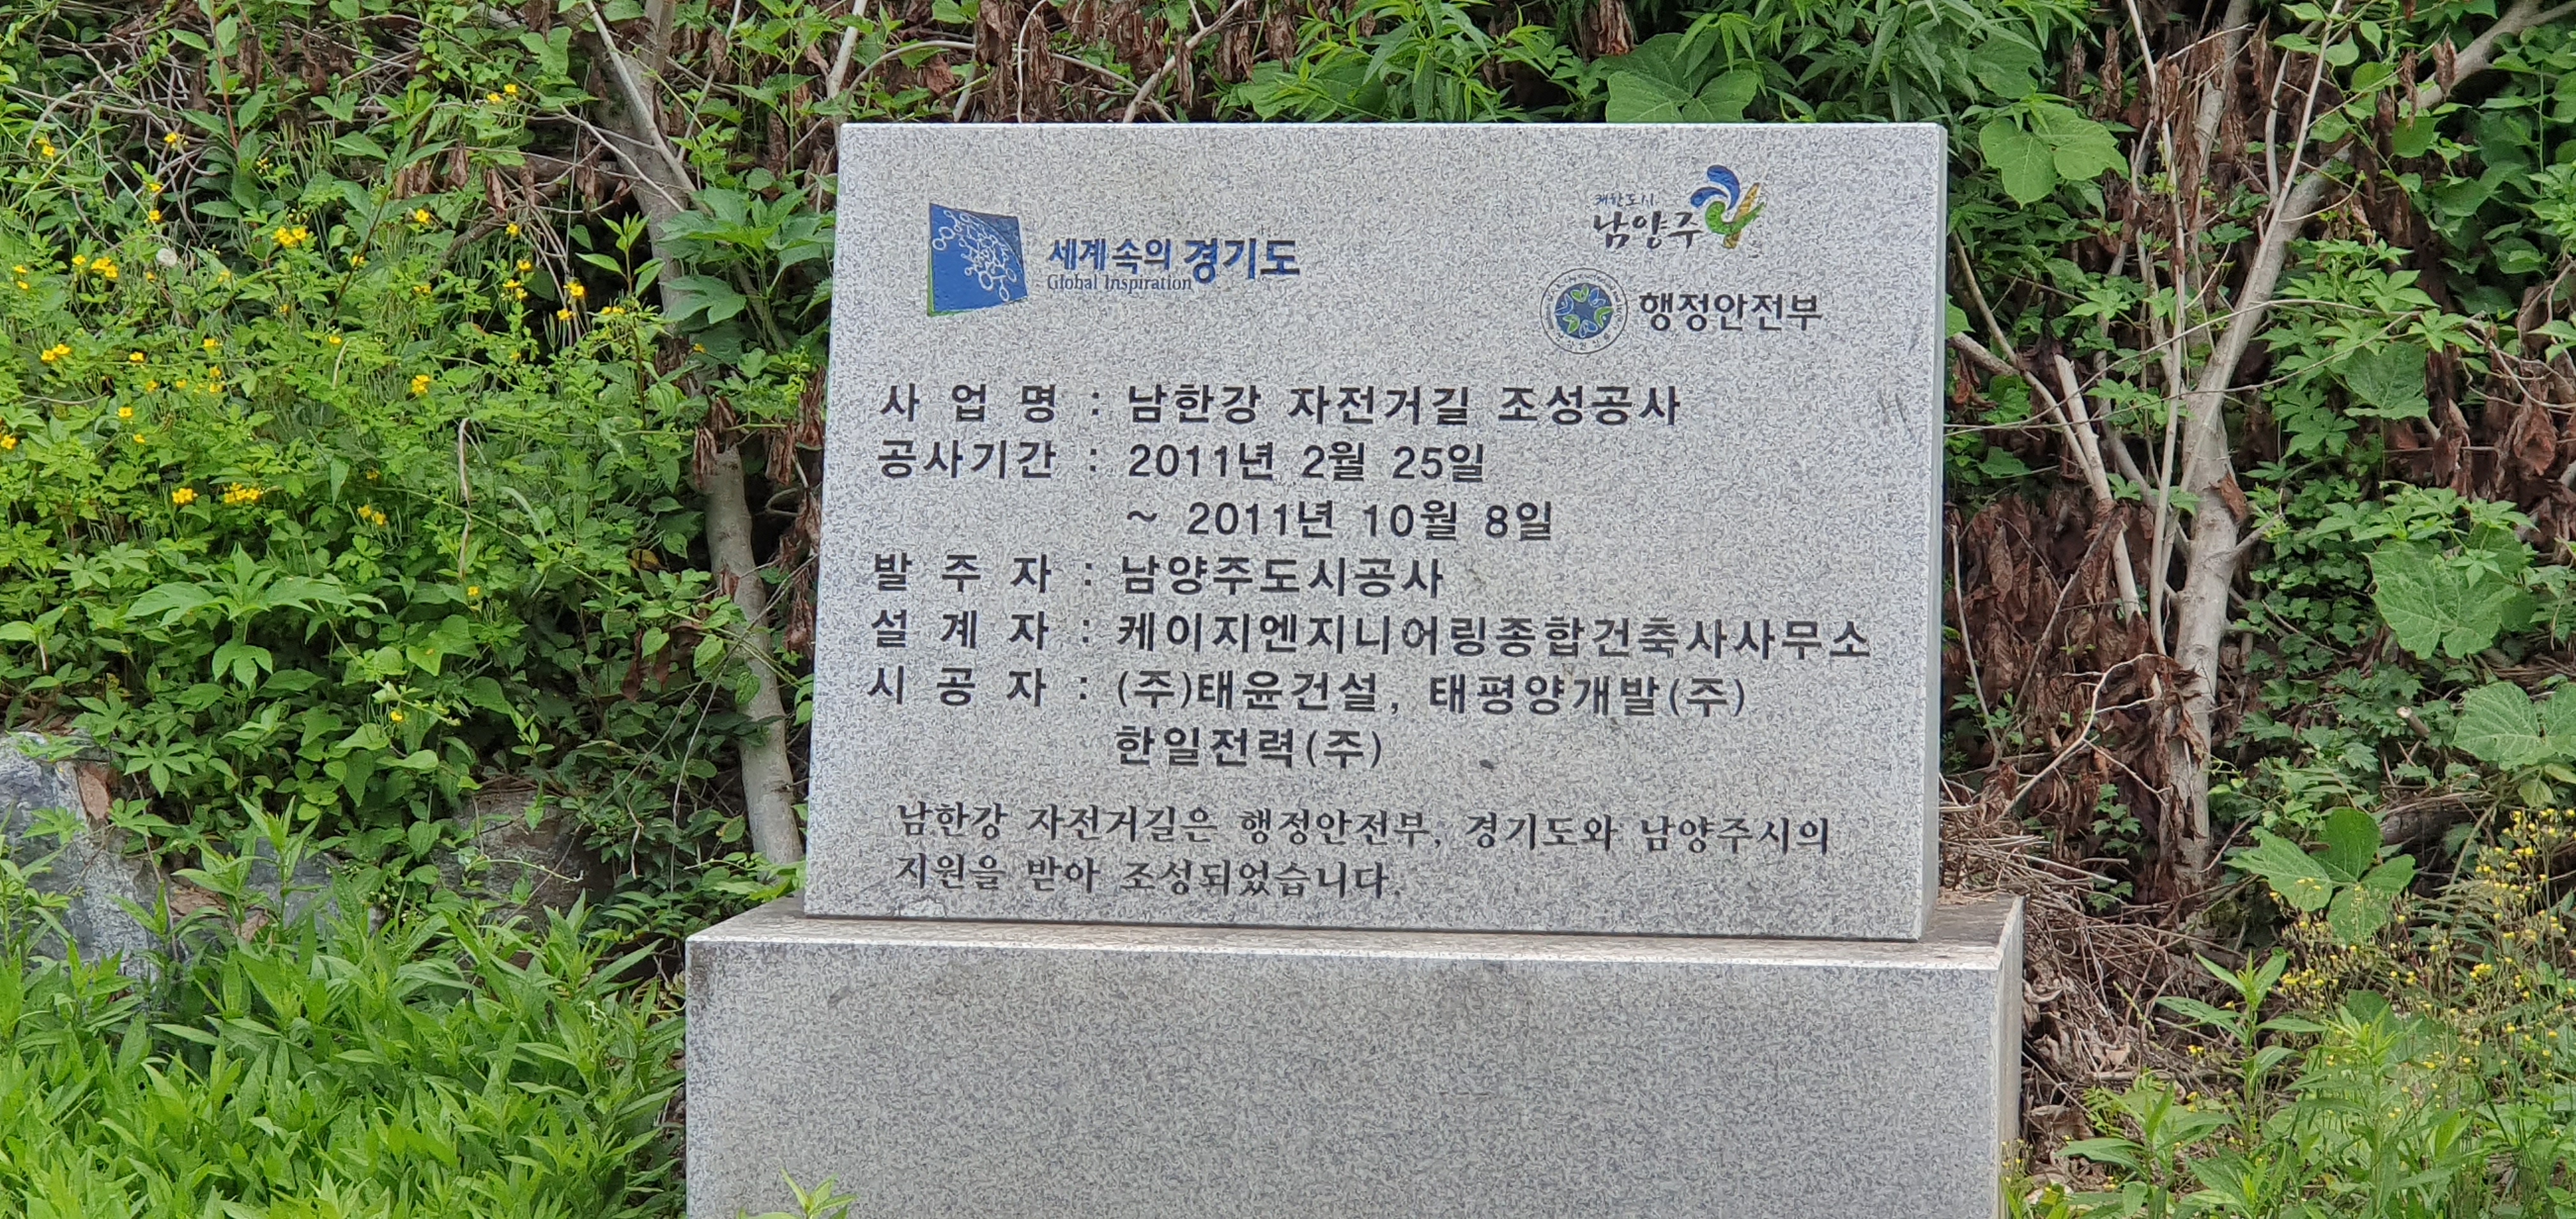 세계 속의 경기도
Global Inspiration
쾌한도시
남양주
행정안전부
사 업 명 : 남한강 자전거길 조성공사
공사기간 : 2011년 2월 25일
~ 2011년 10월 8일
발 주 자 : 남양주도시공사
설 계 자 : 케이지엔지니어링종합건축사사무소
시 공 자 : (주)태윤건설, 태평양개발(주)
한일전력(주)
남한강 자전거길은 행정안전부, 경기도와 남양주시의
지원을 받아 조성되었습니다.